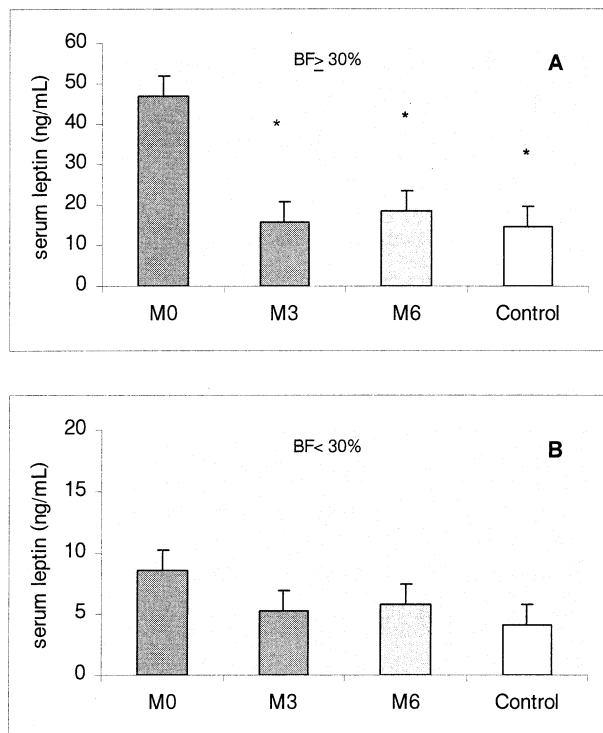 60
50
40
30
20
10
0
serum leptin (ng/mL)
BF≥ 30%
A
*
*
*
M0 M3 M6 Control
20
15
10
5
0
serum leptin (ng/mL)
BF< 30%
B
M0 M3 M6 Control